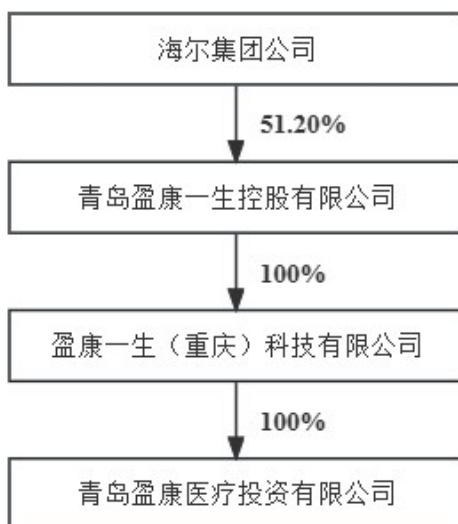 海尔集团公司
51.20%
青岛盈康一生控股有限公司
100%
盈康一生（重庆）科技有限公司
100%
青岛盈康医疗投资有限公司